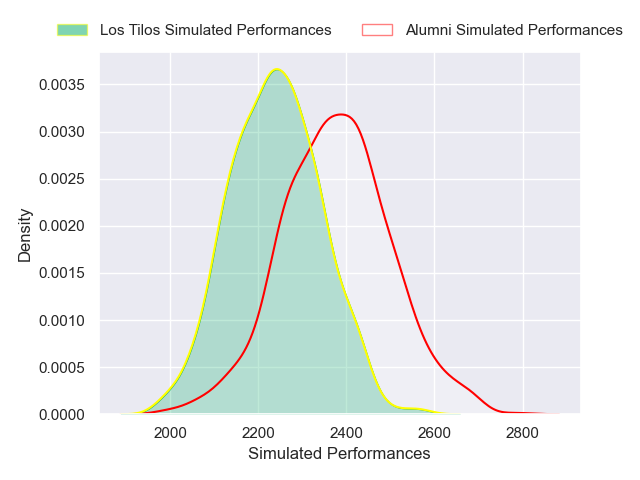 Los Tilos Simulated Performances
Alumni Simulated Performances
0.0035
0.0030
0.0025
0.0020
0.0015
0.0010
0.0005
0.0000
Density
2000 2200 2400 2600 2800
Simulated Performances